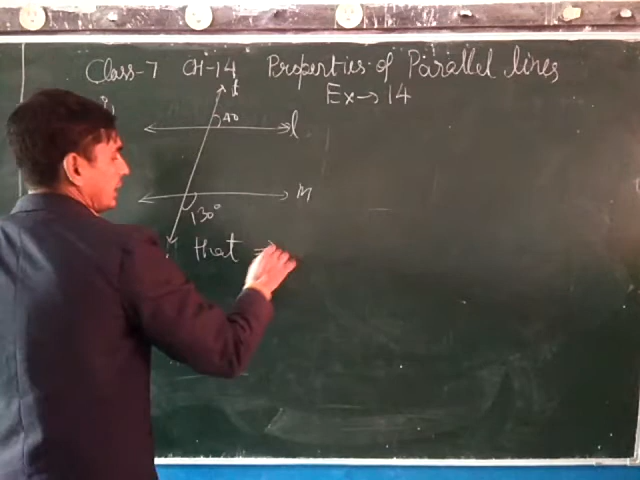 Class-7 CH-14 Properties of Parallel lines
Ex→14
t
40
l
m
130°
that